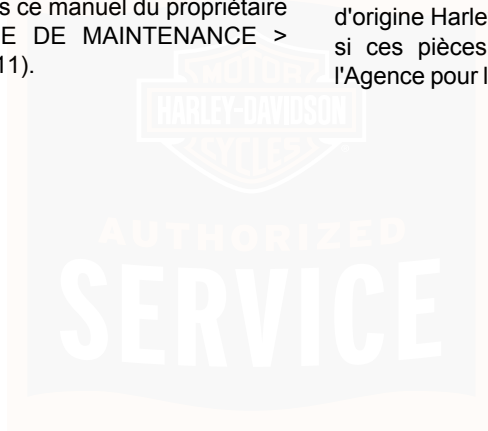 s ce manuel du propriétaire
E DE MAINTENANCE >
11).
d'origine Harle
si ces pièces
l'Agence pour l
MOTOR
HARLEY-DAVIDSON
CYCLES
AUTHORIZED
SERVICE